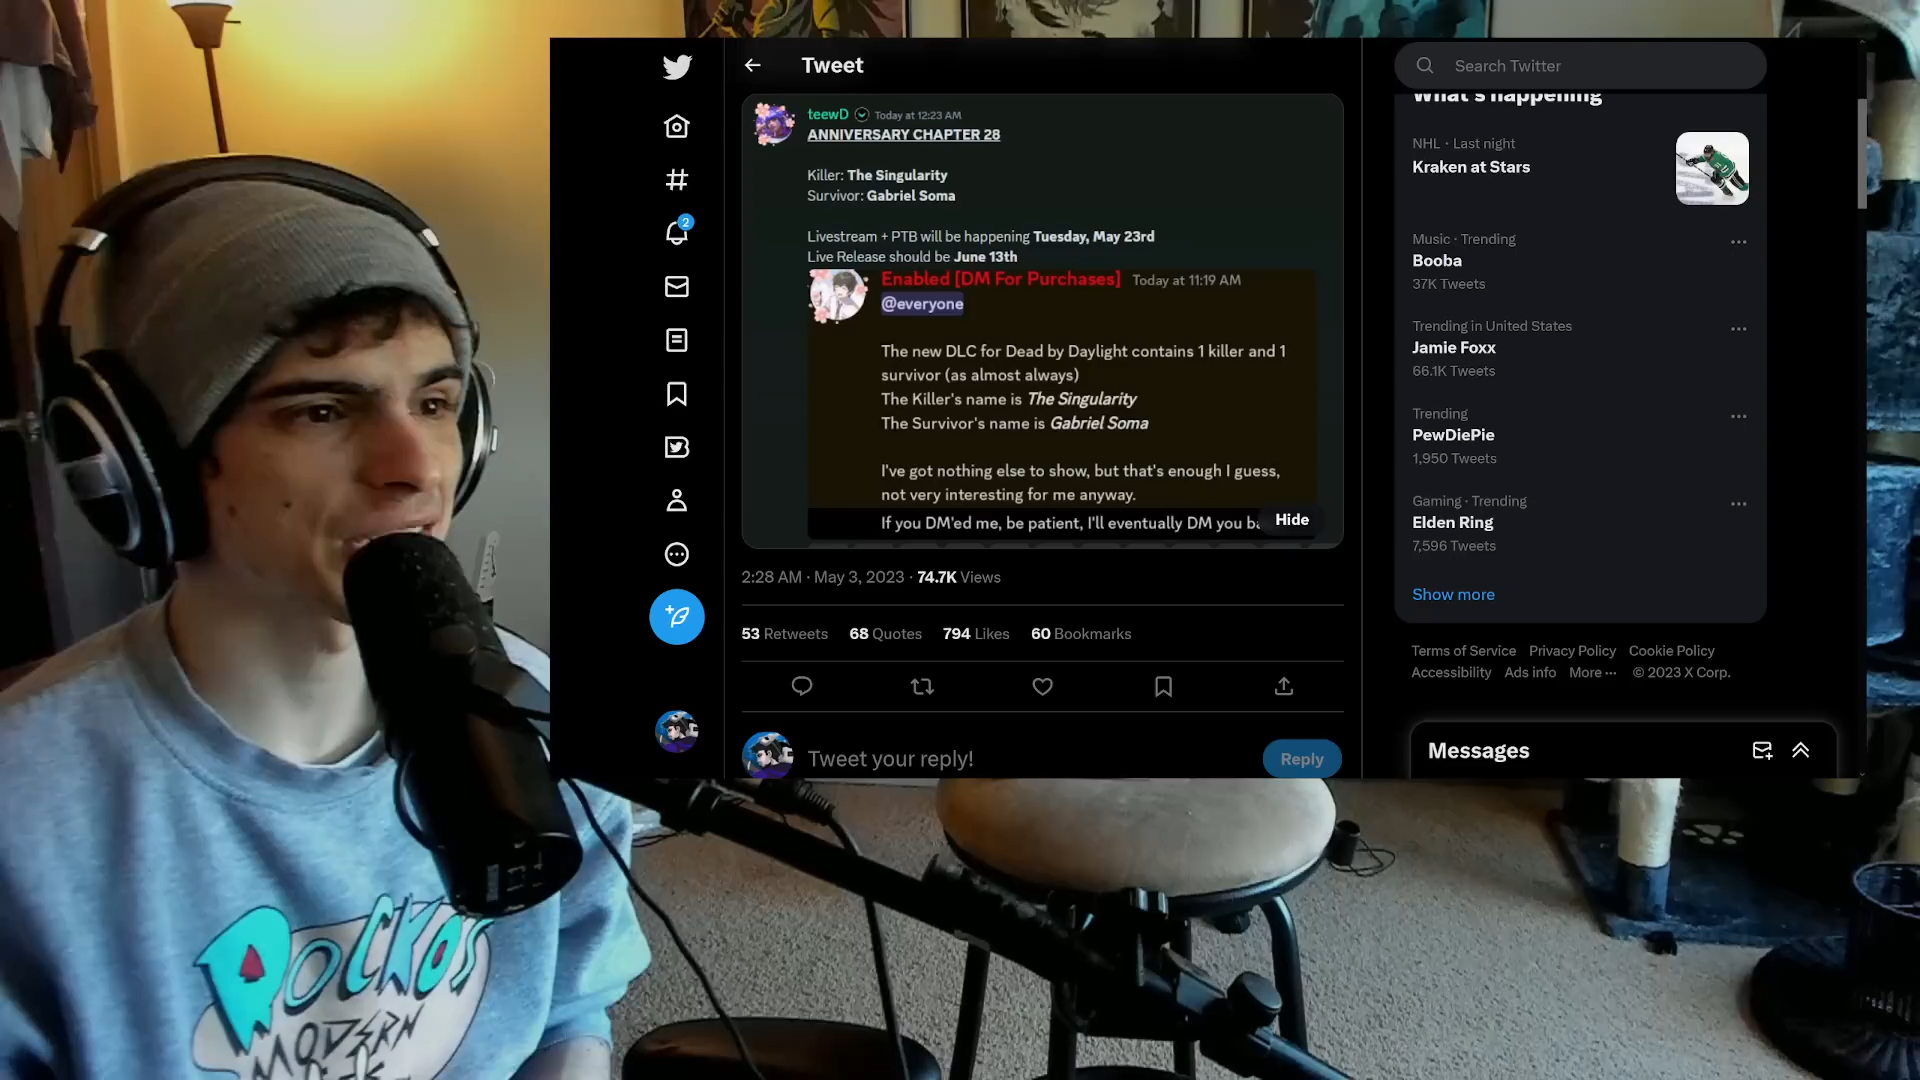 Tweet
teewD Today at 12:23 AM
ANNIVERSARY CHAPTER 28
Killer: The Singularity
Survivor: Gabriel Soma
Livestream + PTB will be happening Tuesday, May 23rd
Live Release should be June 13th
Enabled [DM For Purchases] Today at 11:19 AM
@everyone
The new DLC for Dead by Daylight contains 1 killer and 1
survivor (as almost always)
The Killer's name is The Singularity
The Survivor's name is Gabriel Soma
I've got nothing else to show, but that's enough I guess,
not very interesting for me anyway.
If you DM'ed me, be patient, I'll eventually DM you
Hide
2:28 AM · May 3, 2023 · 74.7K Views
53 Retweets 68 Quotes 794 Likes 60 Bookmarks
Tweet your reply!
Reply
2
Search Twitter
What's happening
NHL · Last night
Kraken at Stars
Music · Trending
Booba
37K Tweets
Trending in United States
Jamie Foxx
66.1K Tweets
Trending
PewDiePie
1,950 Tweets
Gaming · Trending
Elden Ring
7,596 Tweets
Show more
Terms of Service Privacy Policy Cookie Policy
Accessibility Ads info More ··· © 2023 X Corp.
Messages
ROCKO'S
MODERN